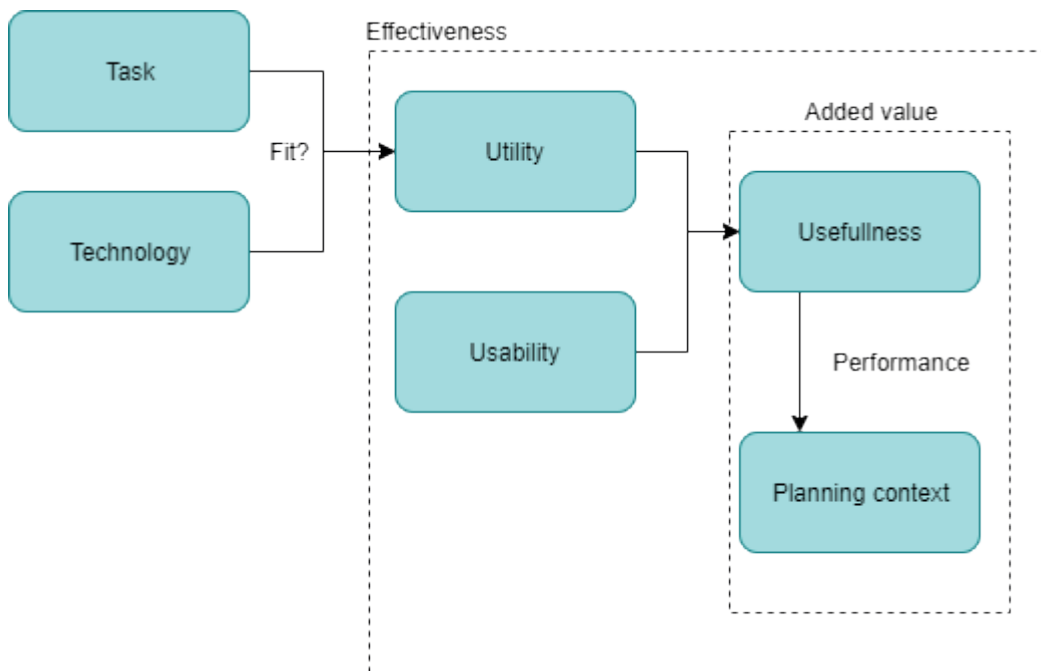 Effectiveness
Task
Added value
Fit?
Utility
Technology
Usefullness
Usability
Performance
Planning context